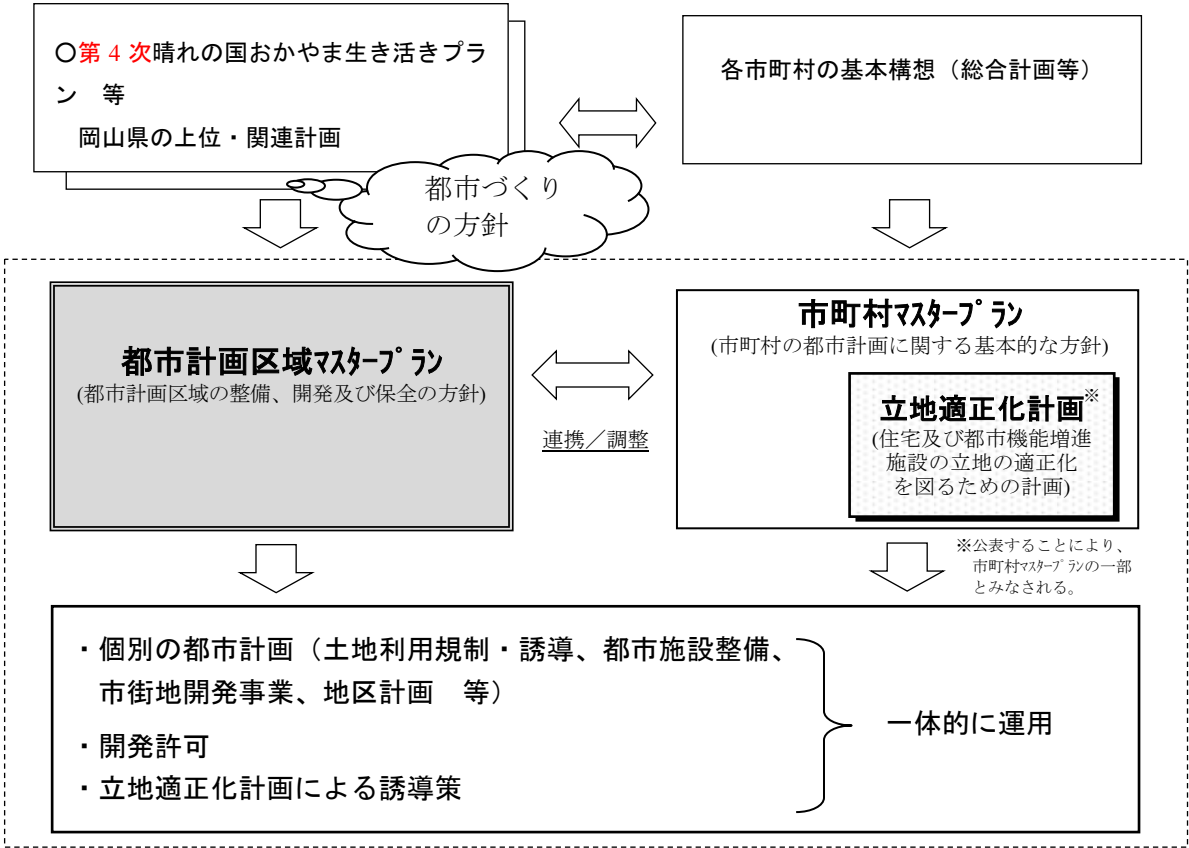 〇第４次晴れの国おかやま生き活きプラ
ン　等
岡山県の上位・関連計画
各市町村の基本構想（総合計画等）
都市づくり
の方針
都市計画区域ﾏｽﾀｰﾌﾟﾗﾝ
(都市計画区域の整備、開発及び保全の方針)
連携／調整
市町村ﾏｽﾀｰﾌﾟﾗﾝ
(市町村の都市計画に関する基本的な方針)
立地適正化計画※
(住宅及び都市機能増進
施設の立地の適正化
を図るための計画)
※公表することにより、
市町村ﾏｽﾀｰﾌﾟﾗﾝの一部
とみなされる。
・個別の都市計画（土地利用規制・誘導、都市施設整備、
市街地開発事業、地区計画　等）
・開発許可
・立地適正化計画による誘導策
一体的に運用